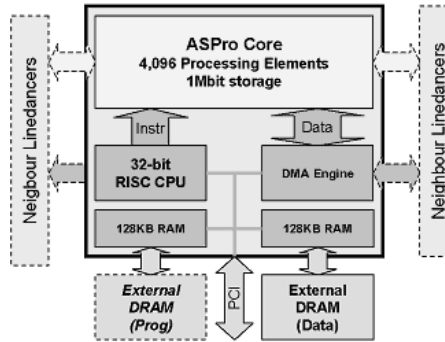 ASPro Core
4,096 Processing Elements
1Mbit storage
Neigbour Linedancers
Neighbour Linedancers
Instr
Data
32-bit
RISC CPU
DMA Engine
128KB RAM
128KB RAM
External
DRAM
(Prog)
PCI
External
DRAM
(Data)